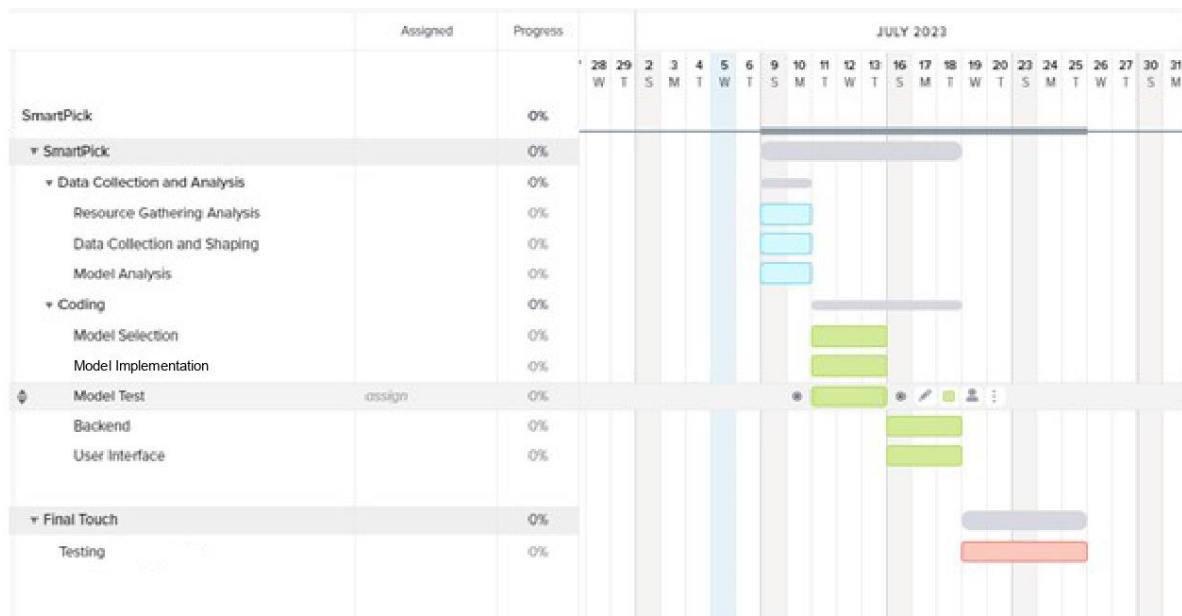 Assigned Progress JULY 2023
28 29 2 3 4 5 6 9 10 11 12 13 16 17 18 19 20 23 24 25 26 27 30 31
W T S M T W T S M T W T S M T W T S M T W T S M
SmartPick 0%
SmartPick 0%
Data Collection and Analysis 0%
Resource Gathering Analysis 0%
Data Collection and Shaping 0%
Model Analysis 0%
Coding 0%
Model Selection 0%
Model Implementation 0%
Model Test assign 0%
Backend 0%
User Interface 0%
Final Touch 0%
Testing 0%